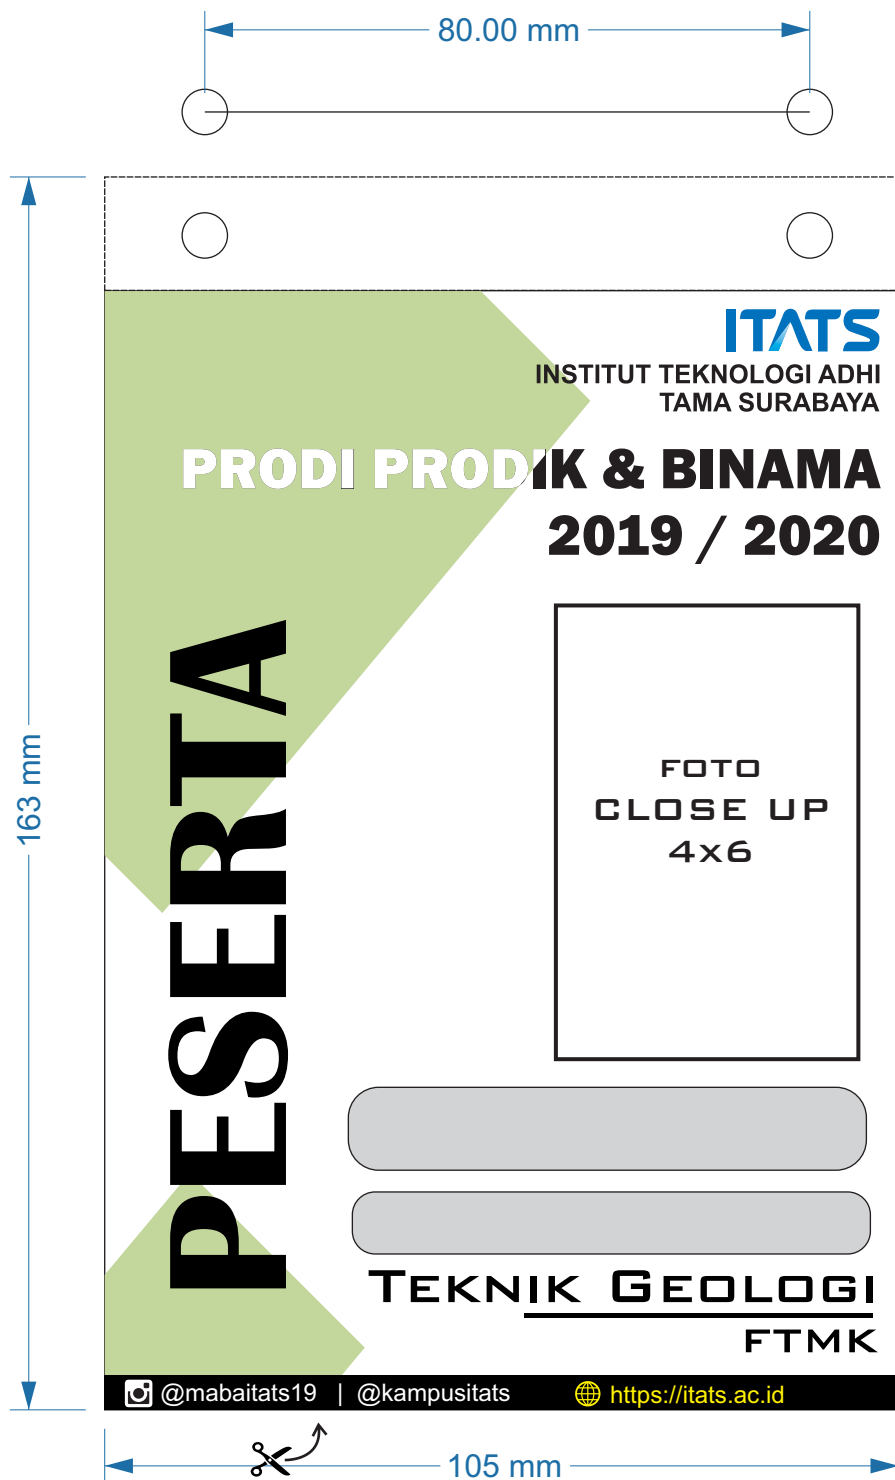 80.00 mm
ITATS
INSTITUT TEKNOLOGI ADHI
TAMA SURABAYA
PRODI PRODIK & BINAMA
2019 / 2020
163 mm
PESERTA
FOTO
CLOSE UP
4x6
TEKNIK GEOLOGI
FTMK
@mabaitats19 | @kampusitats https://itats.ac.id
105 mm